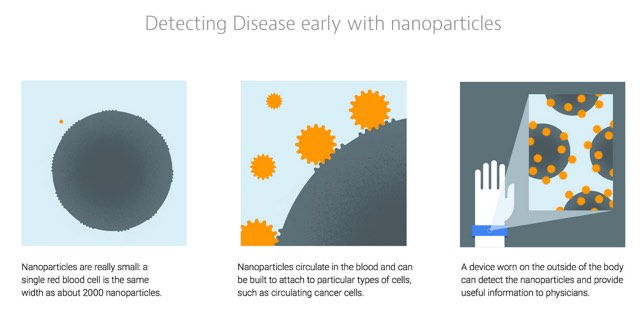 Detecting Disease early with nanoparticles
Nanoparticles are really small: a
single red blood cell is the same
width as about 2000 nanoparticles.
Nanoparticles circulate in the blood and can
be built to attach to particular types of cells,
such as circulating cancer cells.
A device worn on the outside of the body
can detect the nanoparticles and provide
useful information to physicians.